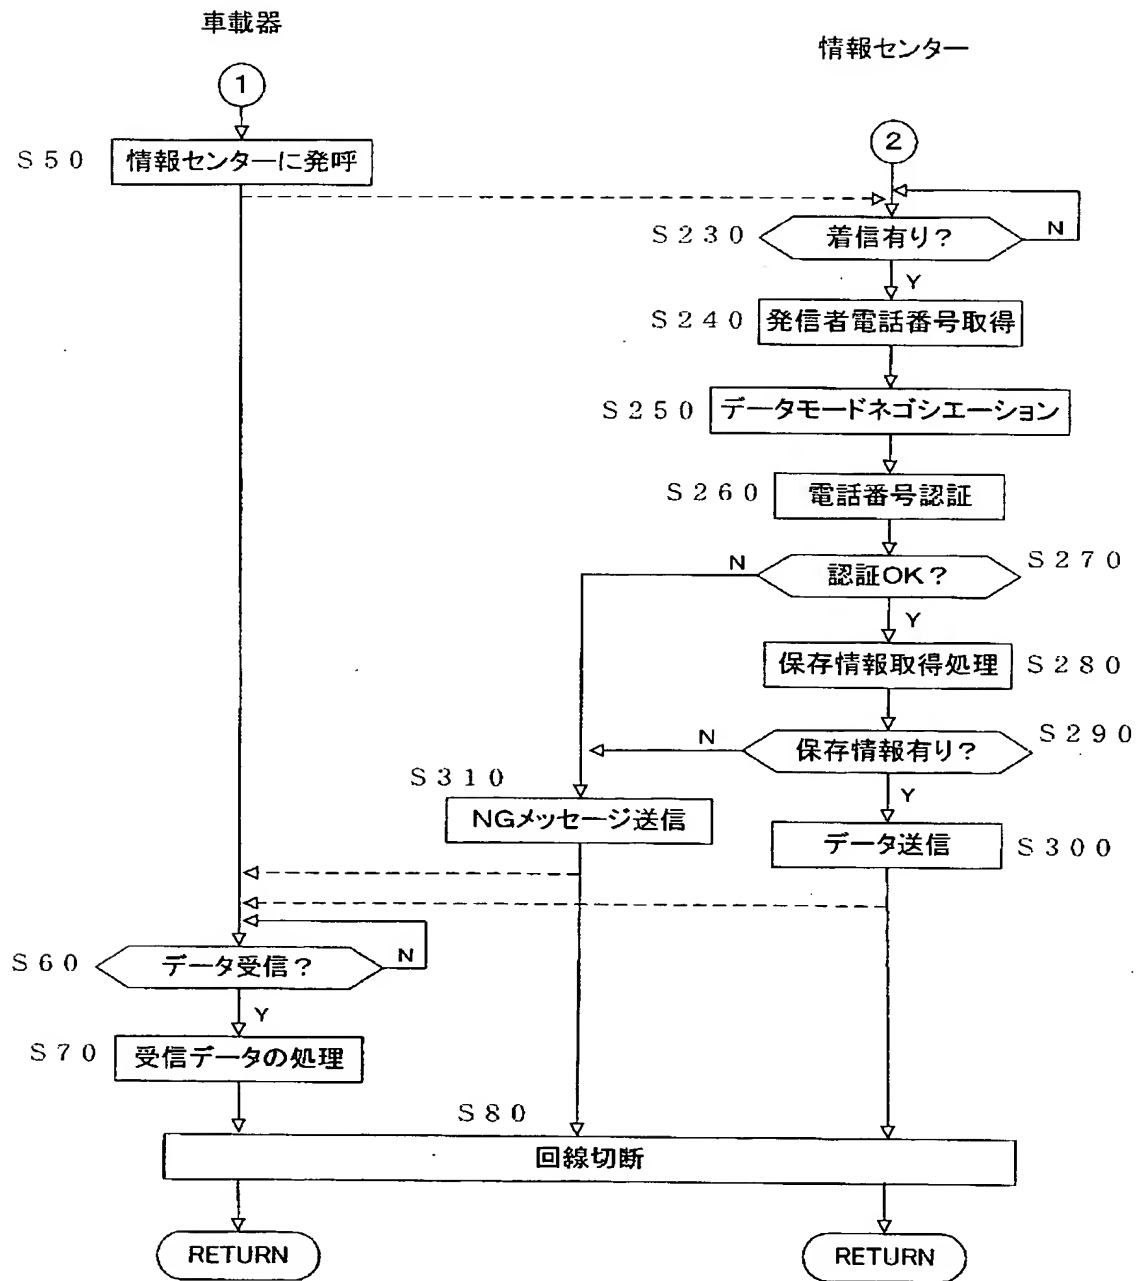 車載器
情報センター
1
2
S50 情報センターに発呼
S230 着信有り? N
Y
S240 発信者電話番号取得
S250 データモードネゴシエーション
S260 電話番号認証
N 認証OK? S270
Y
保存情報取得処理 S280
N 保存情報有り? S290
Y
S310
NGメッセージ送信
データ送信 S300
S60 データ受信? N
Y
S70 受信データの処理
S80
回線切断
RETURN
RETURN